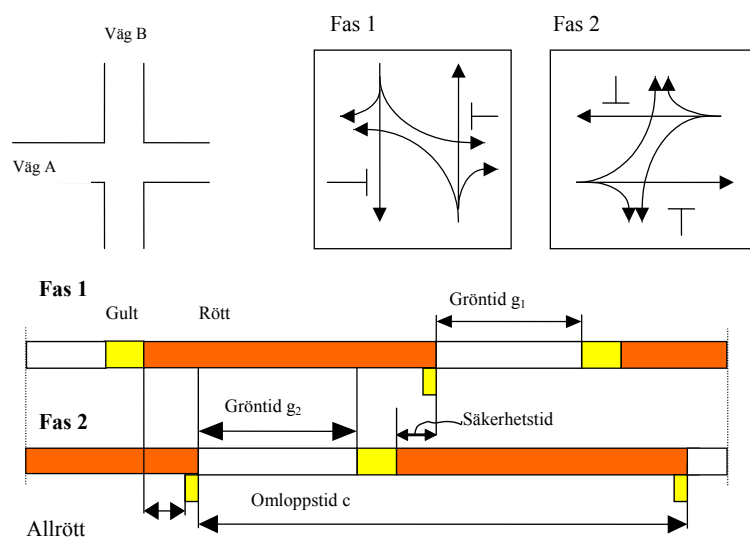 Väg B
Fas 1
Fas 2
Väg A
Fas 1
Gult
Rött
Gröntid g1
Fas 2
Gröntid g2
Säkerhetstid
Omloppstid c
Allrött